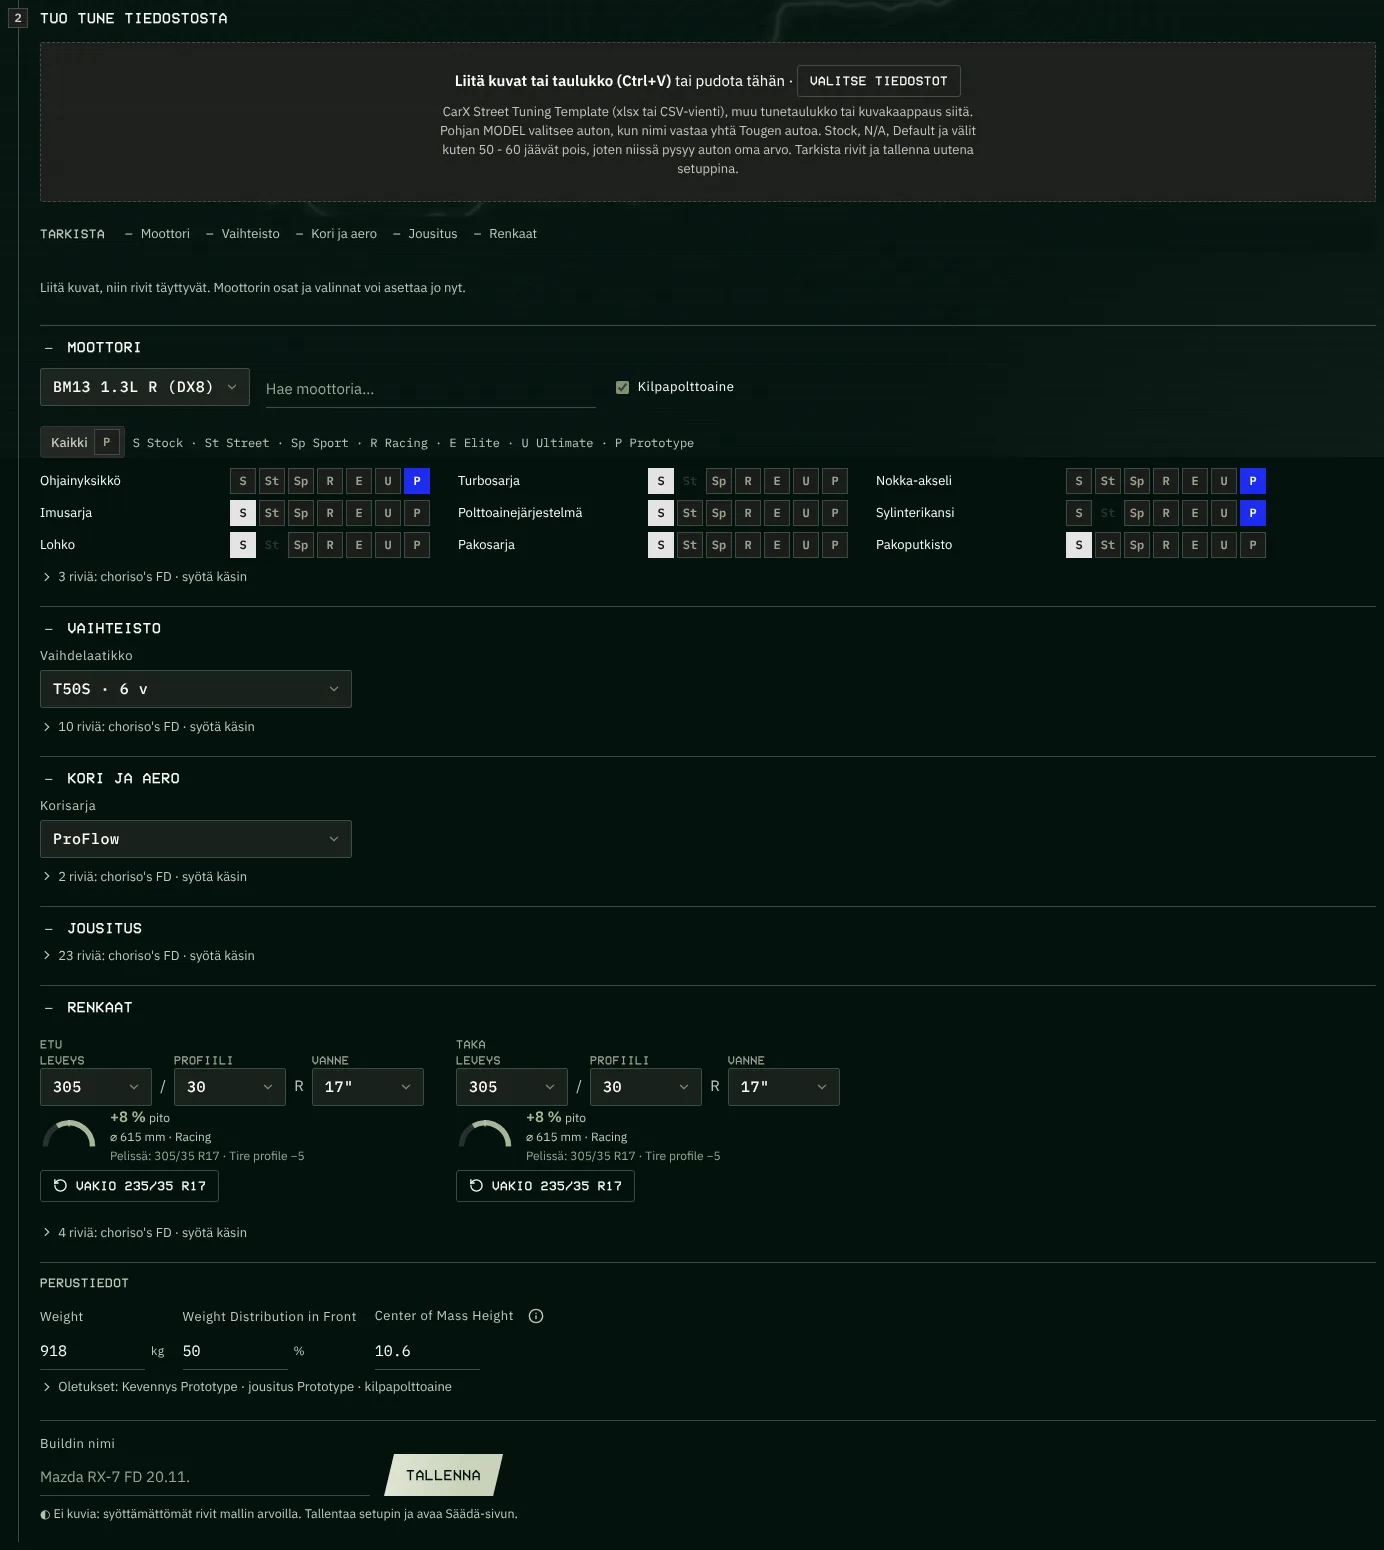 2 TUO TUNE TIEDOSTOSTA
Liitä kuvat tai taulukko (Ctrl+V) tai pudota tähän · VALITSE TIEDOSTOT
CarX Street Tuning Template (xlsx tai CSV-vienti), muu tunetaulukko tai kuvakaappaus siitä.
Pohjan MODEL valitsee auton, kun nimi vastaa yhtä Tougen autoa. Stock, N/A, Default ja välit
kuten 50 - 60 jäävät pois, joten niissä pysyy auton oma arvo. Tarkista rivit ja tallenna uutena
setuppina.
TARKISTA – Moottori – Vaihteisto – Kori ja aero – Jousitus – Renkaat
Liitä kuvat, niin rivit täyttyvät. Moottorin osat ja valinnat voi asettaa jo nyt.
– MOOTTORI
BM13 1.3L R (DX8) Hae moottoria... Kilpapolttoaine
Kaikki P S Stock · St Street · Sp Sport · R Racing · E Elite · U Ultimate · P Prototype
Ohjainyksikkö S St Sp R E U P Turbosarja S St Sp R E U P Nokka-akseli S St Sp R E U P
Imusarja S St Sp R E U P Polttoainejärjestelmä S St Sp R E U P Sylinterikansi S St Sp R E U P
Lohko S St Sp R E U P Pakosarja S St Sp R E U P Pakoputkisto S St Sp R E U P
3 riviä: choriso's FD · syötä käsin
– VAIHTEISTO
Vaihdelaatikko
T50S · 6 v
10 riviä: choriso's FD · syötä käsin
– KORI JA AERO
Korisarja
ProFlow
2 riviä: choriso's FD · syötä käsin
– JOUSITUS
23 riviä: choriso's FD · syötä käsin
– RENKAAT
ETU TAKA
LEVEYS PROFIILI VANNE LEVEYS PROFIILI VANNE
305 / 30 R 17" 305 / 30 R 17"
+8 % pito +8 % pito
⌀ 615 mm · Racing ⌀ 615 mm · Racing
Pelissä: 305/35 R17 · Tire profile −5 Pelissä: 305/35 R17 · Tire profile −5
VAKIO 235/35 R17 VAKIO 235/35 R17
4 riviä: choriso's FD · syötä käsin
PERUSTIEDOT
Weight Weight Distribution in Front Center of Mass Height
918 kg 50 % 10.6
Oletukset: Kevennys Prototype · jousitus Prototype · kilpapolttoaine
Buildin nimi
Mazda RX-7 FD 20.11. TALLENNA
◐ Ei kuvia: syöttämättömät rivit mallin arvoilla. Tallentaa setupin ja avaa Säädä-sivun.